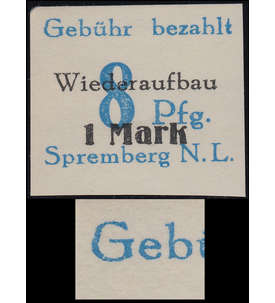 Gebühr bezahlt
Wiederaufbau
8 Pfg.
1 Mark
Spremberg N.L.
Geb